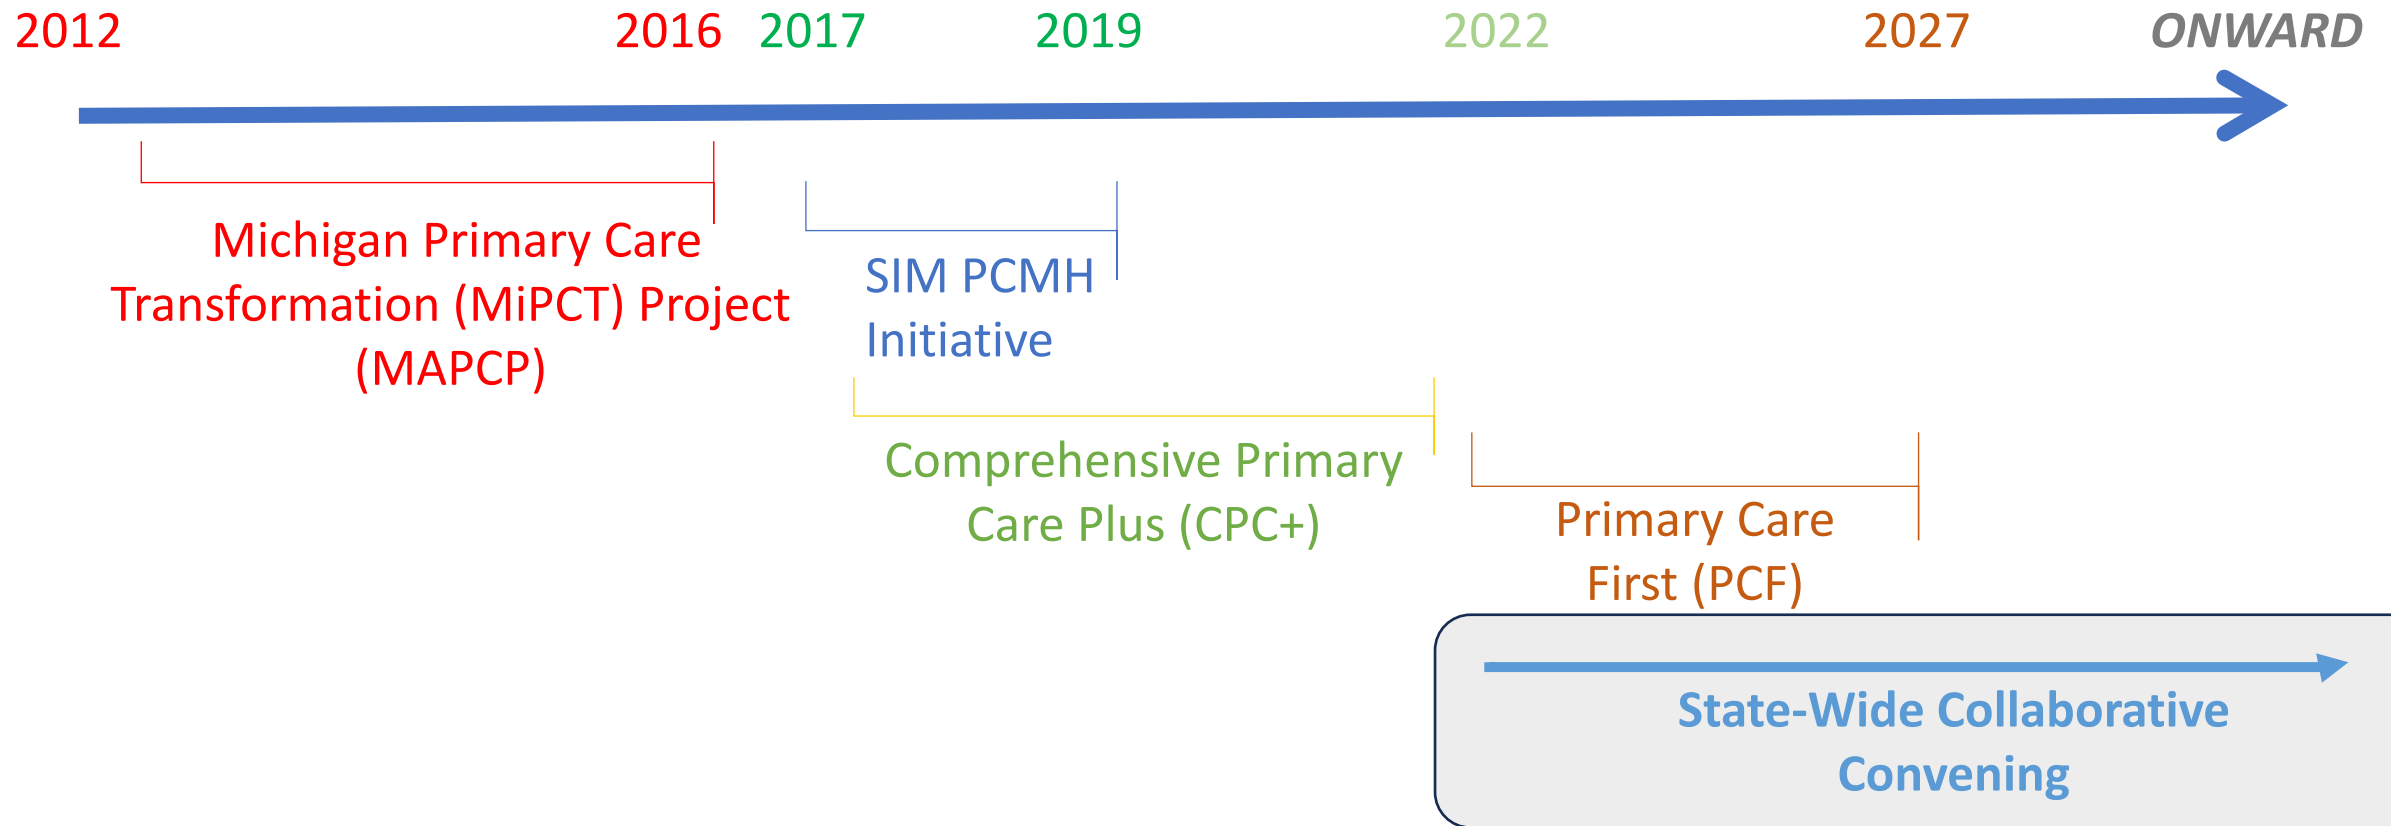 2012 2016 2017 2019 2022 2027 ONWARD
Michigan Primary Care
Transformation (MiPCT) Project
(MAPCP)
SIM PCMH
Initiative
Comprehensive Primary
Care Plus (CPC+)
Primary Care
First (PCF)
State-Wide Collaborative
Convening